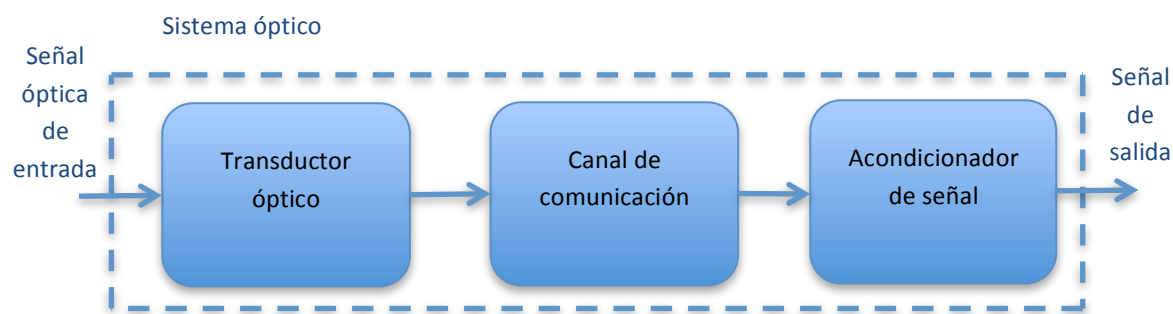 Sistema óptico
Señal
óptica
de
entrada
Transductor
óptico
Canal de
comunicación
Acondicionador
de señal
Señal
de
salida